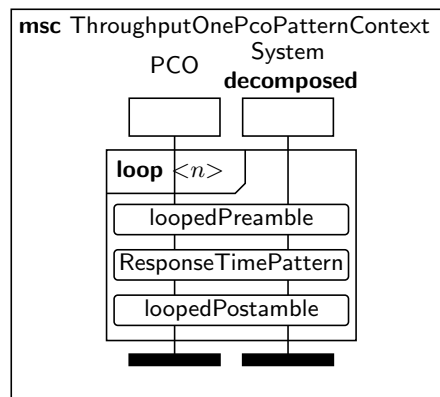 msc ThroughputOnePcoPatternContext
PCO
System
decomposed
loop <n>
loopedPreamble
ResponseTimePattern
loopedPostamble